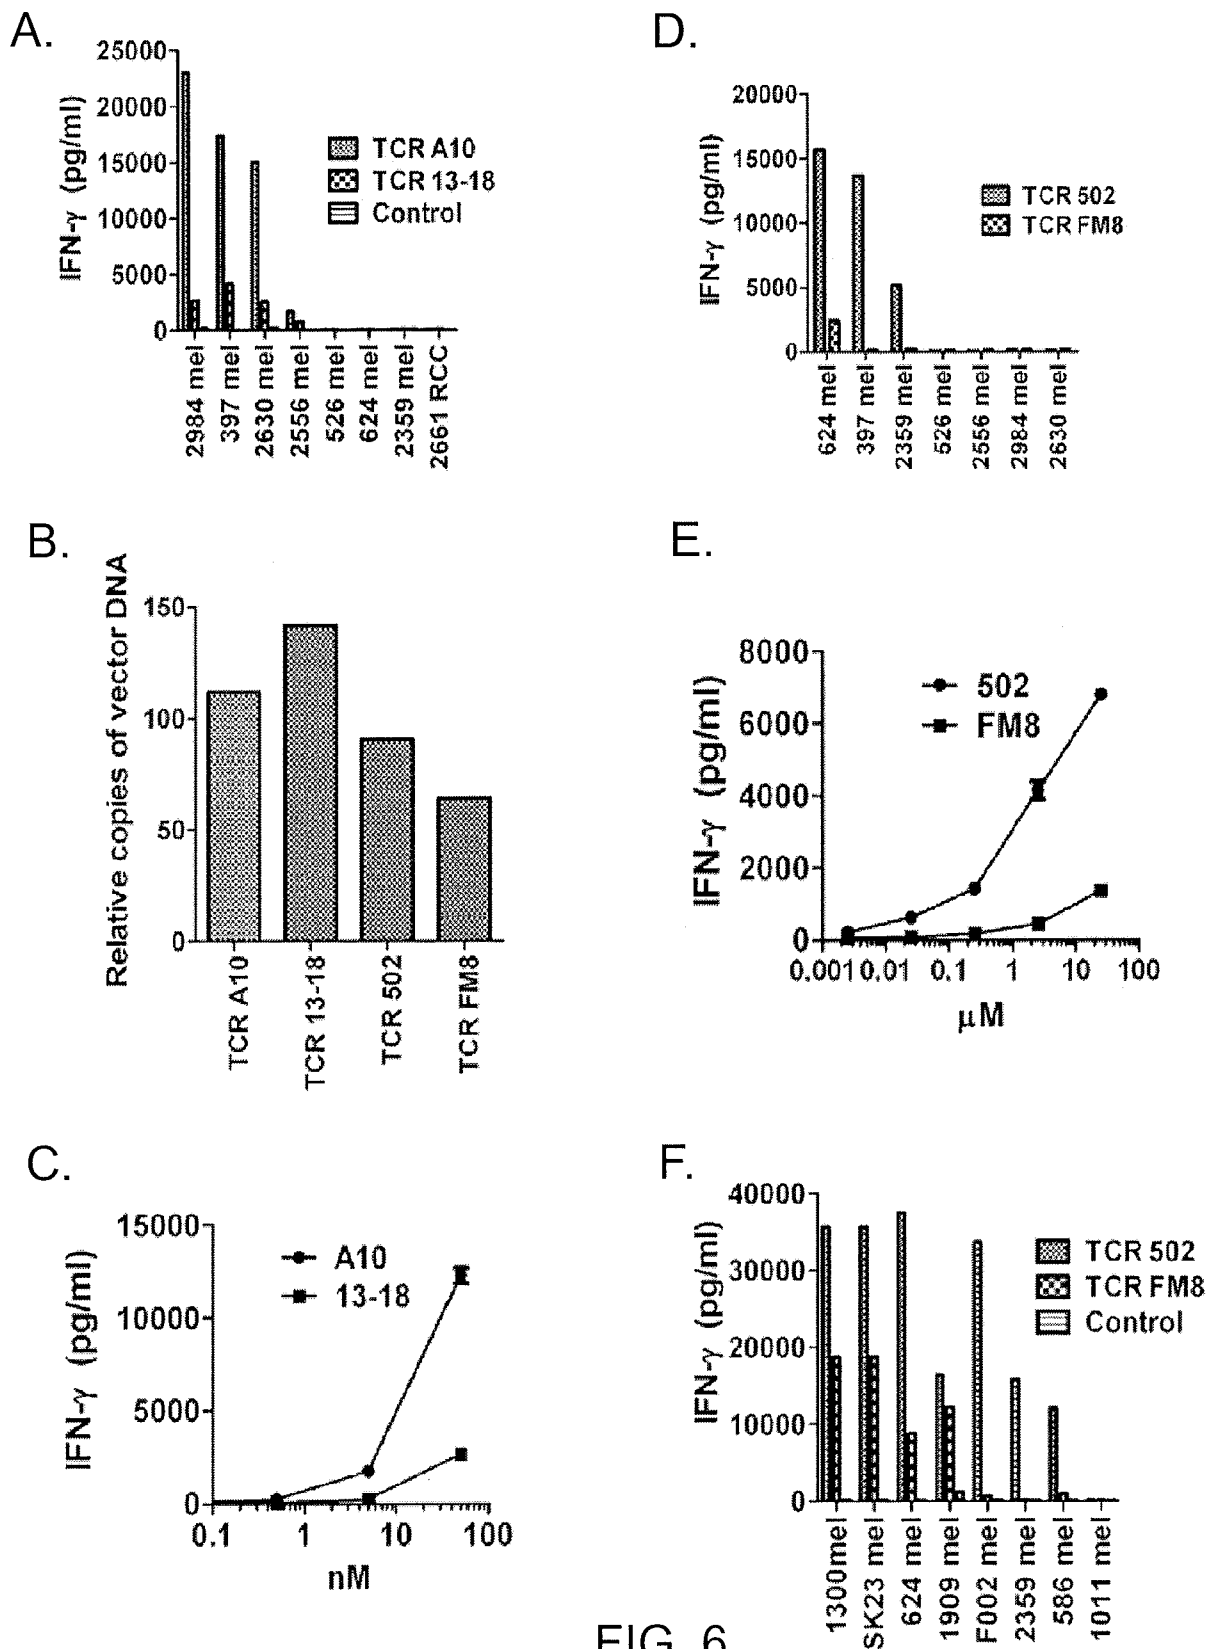 A.
IFN-γ (pg/ml)
25000
20000
15000
10000
5000
0
TCR A10
TCR 13-18
Control
2984 mel
397 mel
2630 mel
2556 mel
526 mel
624 mel
2359 mel
2661 RCC
B.
Relative copies of vector DNA
150
100
50
0
TCR A10
TCR 13-18
TCR 502
TCR FM8
C.
IFN-γ (pg/ml)
15000
10000
5000
0
A10
13-18
0.1 1 10 100
nM
D.
IFN-γ (pg/ml)
20000
15000
10000
5000
0
TCR 502
TCR FM8
624 mel
397 mel
2359 mel
526 mel
2556 mel
2984 mel
2630 mel
E.
IFN-γ (pg/ml)
8000
6000
4000
2000
0
502
FM8
0.001 0.01 0.1 1 10 100
μM
F.
IFN-γ (pg/ml)
40000
30000
20000
10000
0
TCR 502
TCR FM8
Control
1300mel
SK23 mel
624 mel
1909 mel
F002 mel
2359 mel
586 mel
1011 mel
FIG. 6